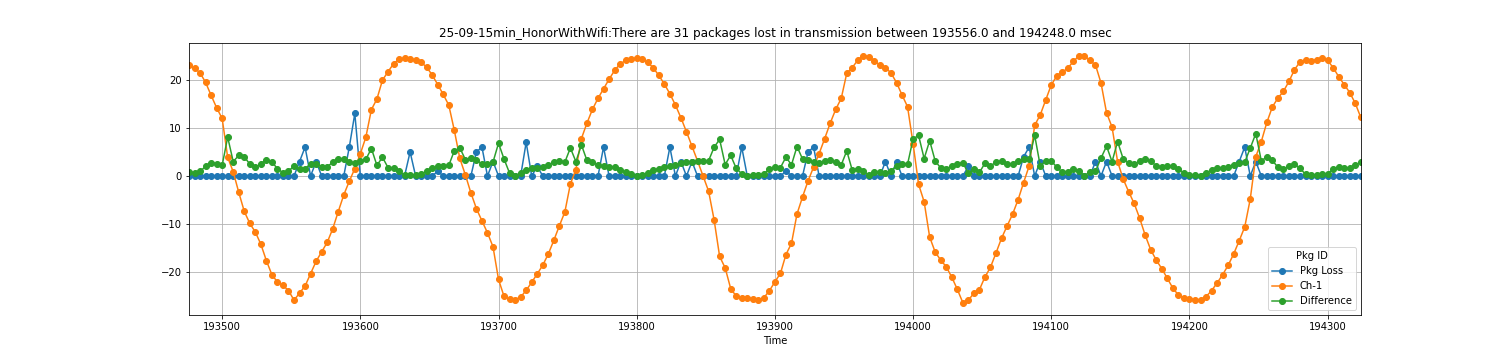 25-09-15min_HonorWithWifi:There are 31 packages lost in transmission between 193556.0 and 194248.0 msec
20
10
0
−10
−20
193500 193600 193700 193800 193900 194000 194100 194200 194300
Time
Pkg ID
Pkg Loss
Ch-1
Difference